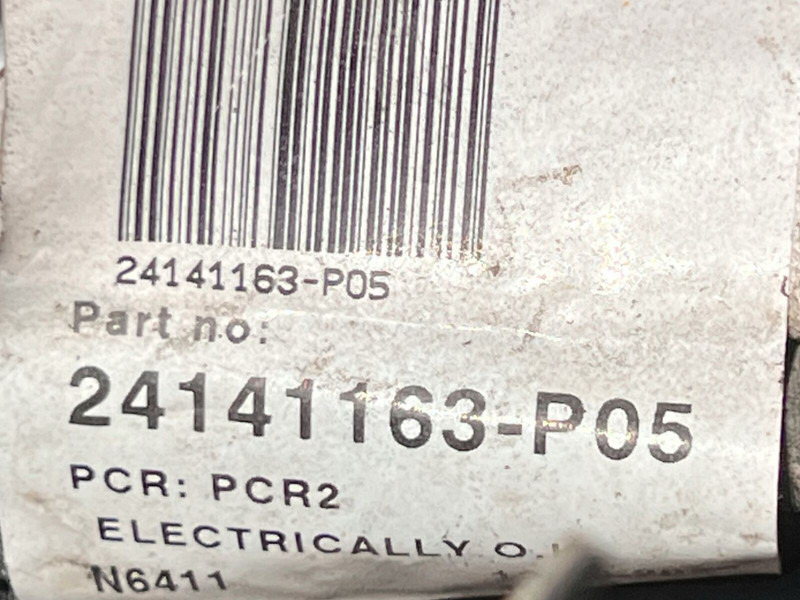 24141163-P05
Part no:
24141163-P05
PCR: PCR2
ELECTRICALLY O.
N6411